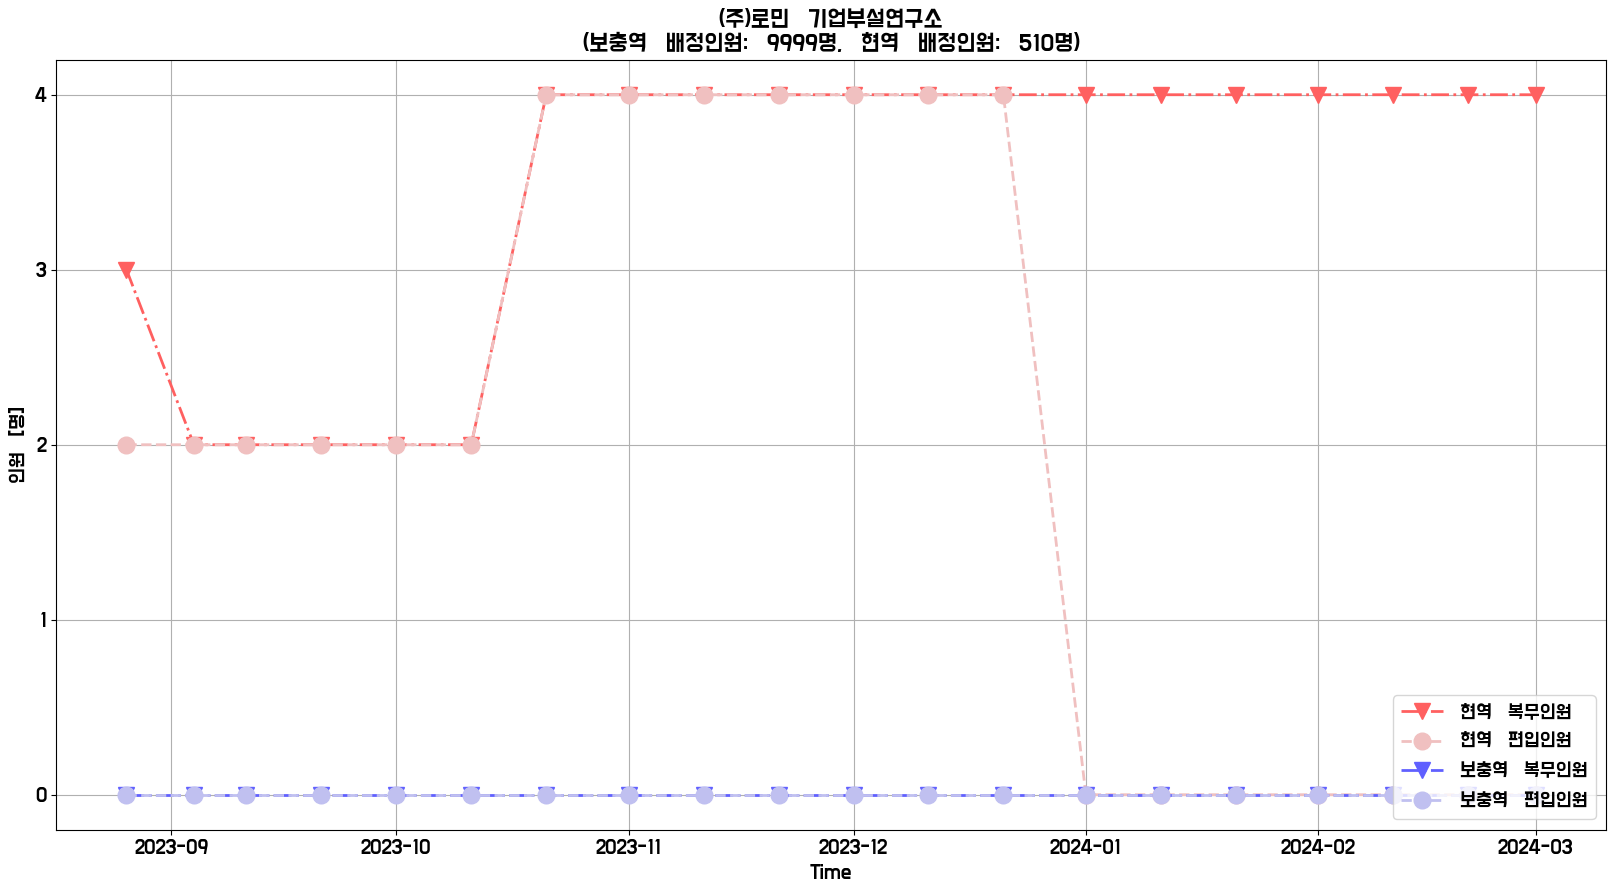 (주)로민 기업부설연구소
(보충역 배정인원: 9999명, 현역 배정인원: 510명)
4
3
2
1
0
인원 [명]
2023-09 2023-10 2023-11 2023-12 2024-01 2024-02 2024-03
Time
현역 복무인원
현역 편입인원
보충역 복무인원
보충역 편입인원